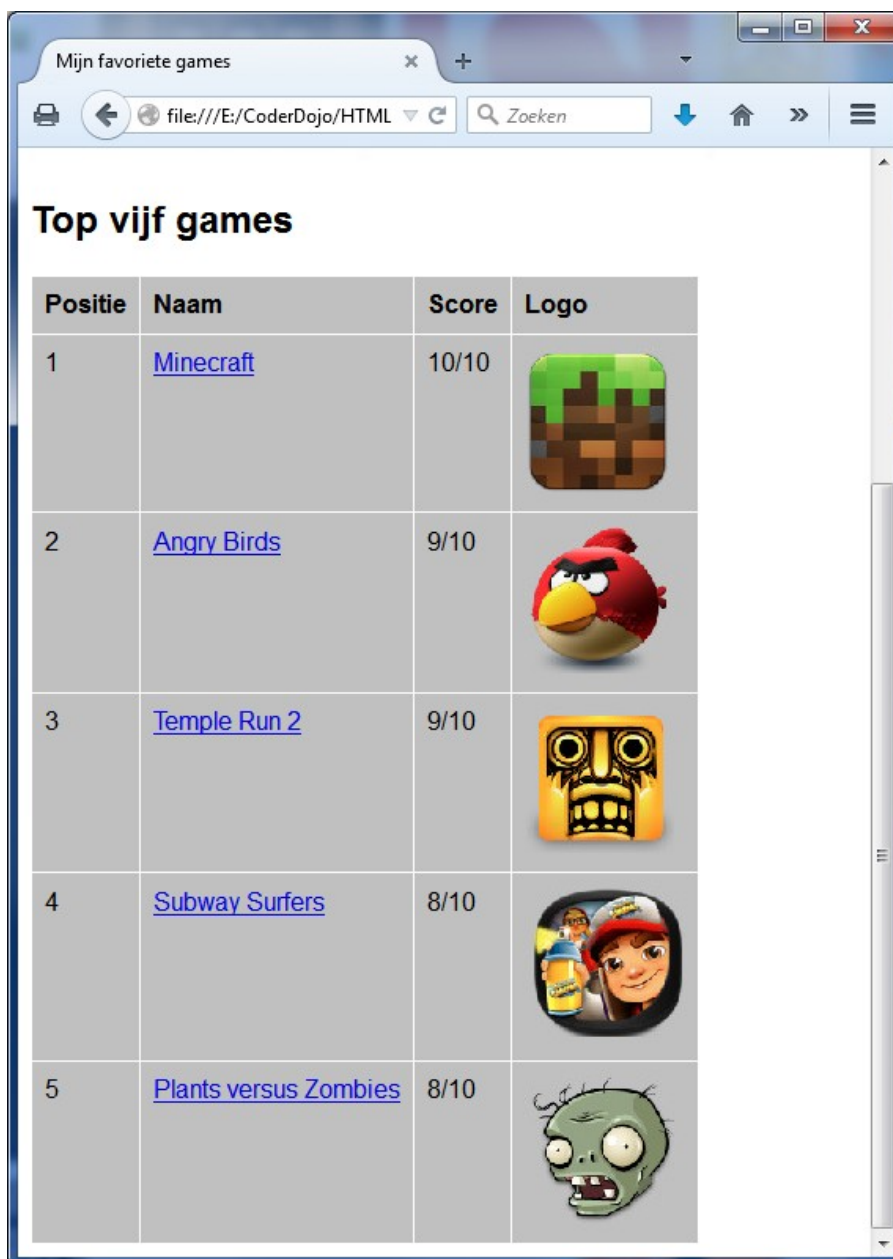 Mijn favoriete games
file:///E:/CoderDojo/HTML
Zoeken
Top vijf games
Positie Naam Score Logo
1 Minecraft 10/10
2 Angry Birds 9/10
3 Temple Run 2 9/10
4 Subway Surfers 8/10
5 Plants versus Zombies 8/10